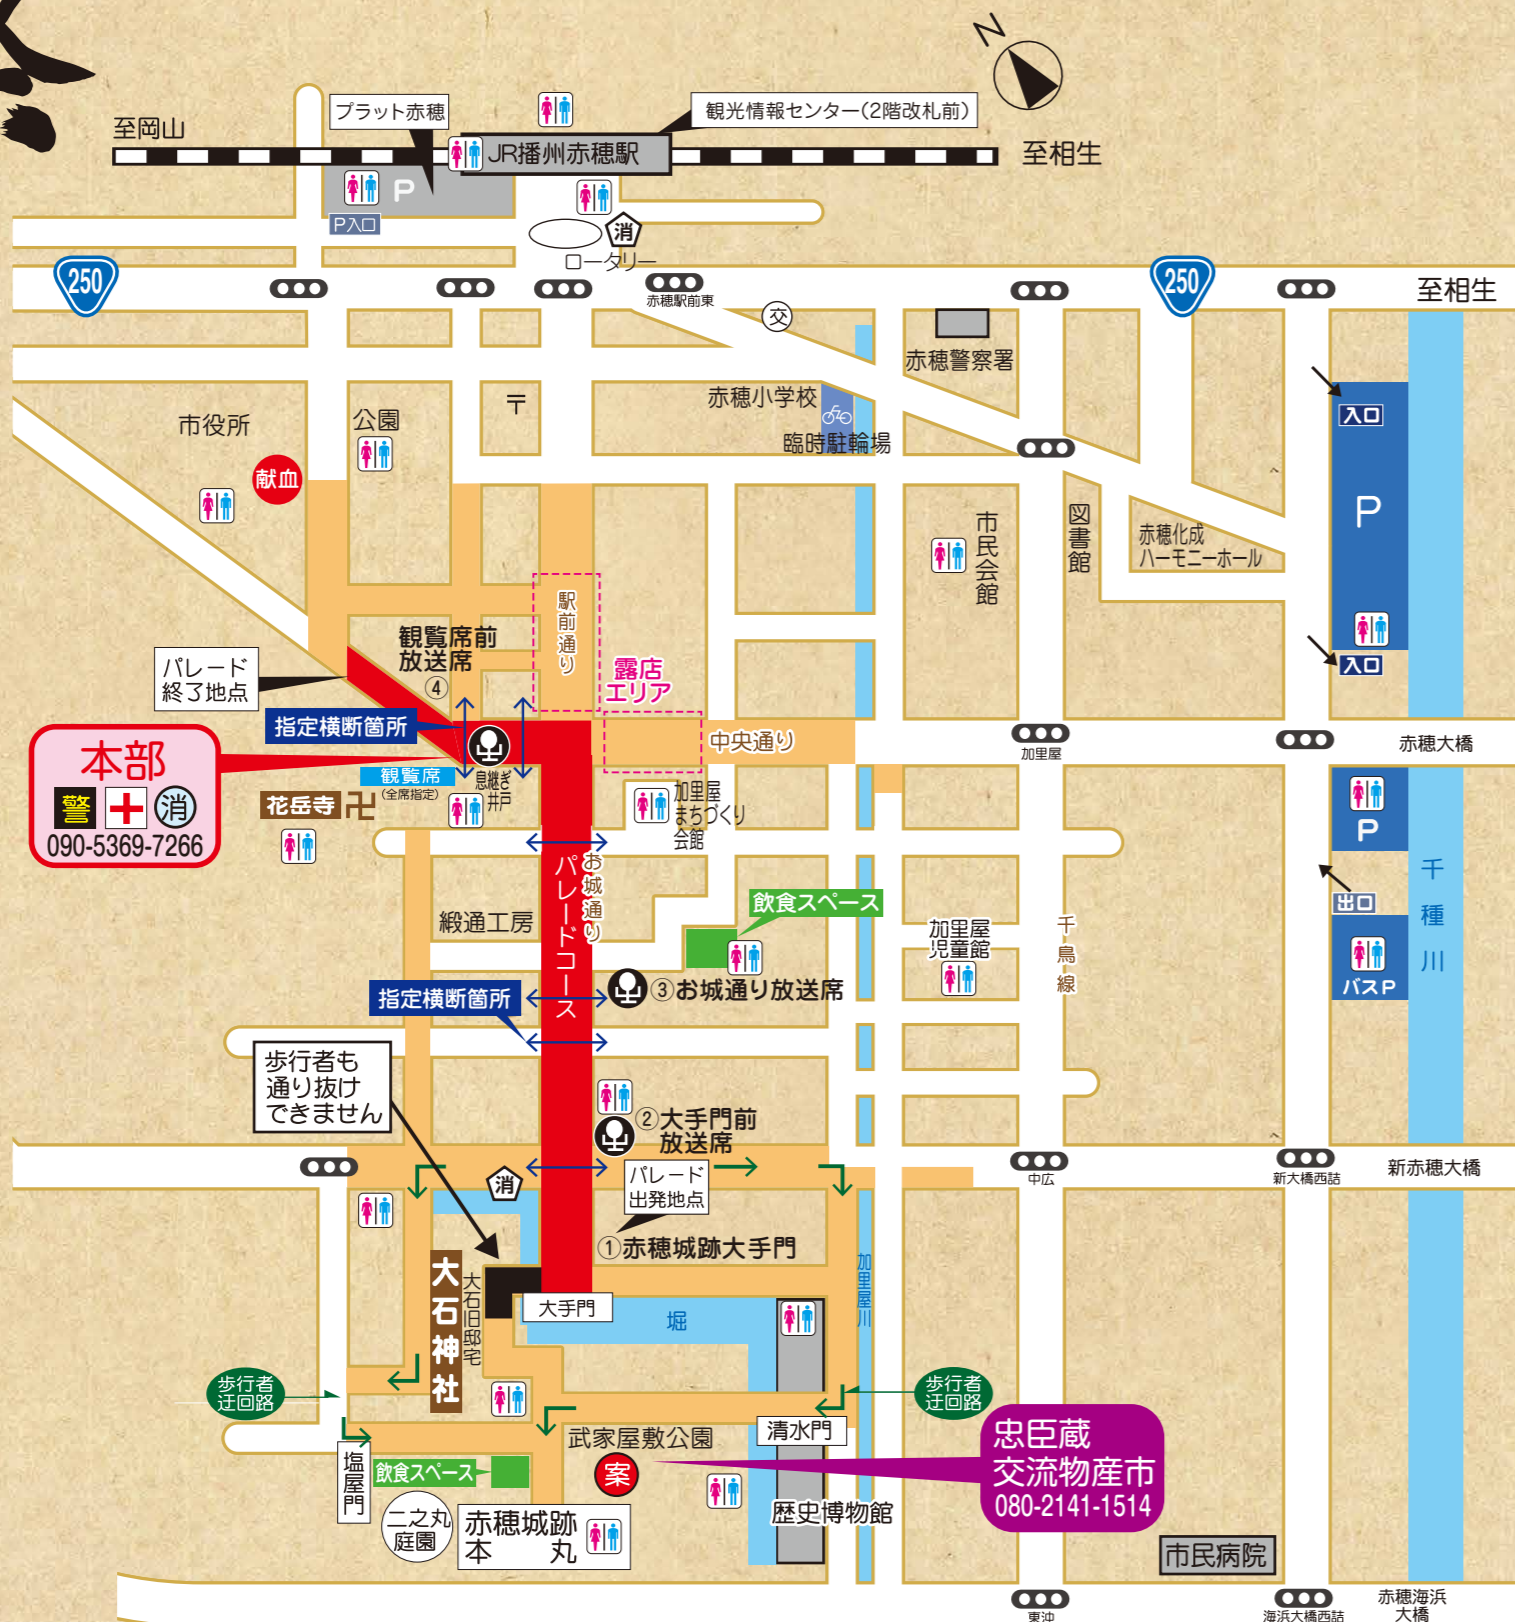 N
至岡山
プラット赤穂
観光情報センター(2階改札前)
JR播州赤穂駅
至相生
P
P入口
消
ロータリー
250
赤穂駅前東
250
至相生
交
赤穂警察署
市役所
公園
〒
赤穂小学校
臨時駐輪場
入口
献血
P
市民会館
図書館
赤穂化成
ハーモニーホール
駅前通り
観覧席前
放送席
④
パレード
終了地点
露店
エリア
入口
指定横断箇所
中央通り
加里屋
赤穂大橋
本部
警
消
090-5369-7266
観覧席
(全席指定)
息継ぎ
井戸
花岳寺
卍
加里屋
まちづくり
会館
P
千種川
お城通り
パレードコース
出口
飲食スペース
緞通工房
加里屋
児童館
千鳥線
バスP
指定横断箇所
③お城通り放送席
歩行者も
通り抜け
できません
②大手門前
放送席
パレード
出発地点
消
中広
新大橋西詰
新赤穂大橋
①赤穂城跡大手門
大石神社
大石旧邸宅
大手門
堀
加里屋川
歩行者
迂回路
歩行者
迂回路
清水門
武家屋敷公園
案
忠臣蔵
交流物産市
080-2141-1514
塩屋門
飲食スペース
二之丸
庭園
赤穂城跡
本丸
歴史博物館
市民病院
東沖
海浜大橋西詰
赤穂海浜
大橋